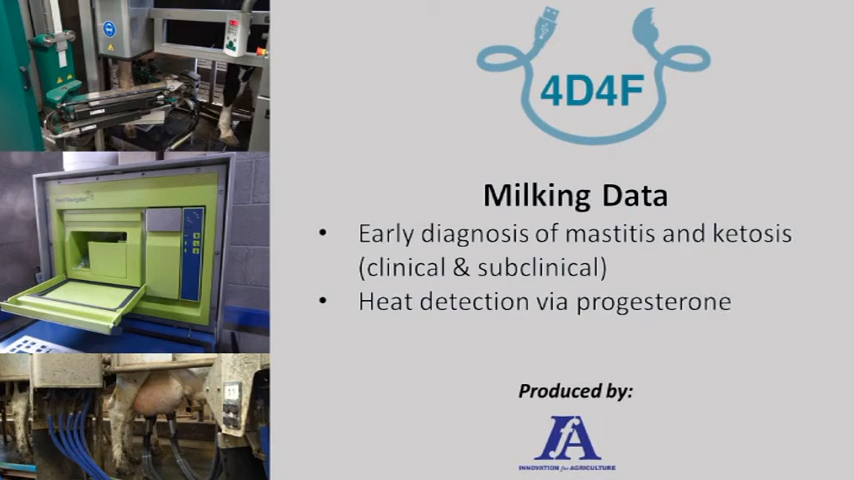 4D4F
Milking Data
• Early diagnosis of mastitis and ketosis
(clinical & subclinical)
• Heat detection via progesterone
Produced by:
fA
INNOVATION for AGRICULTURE